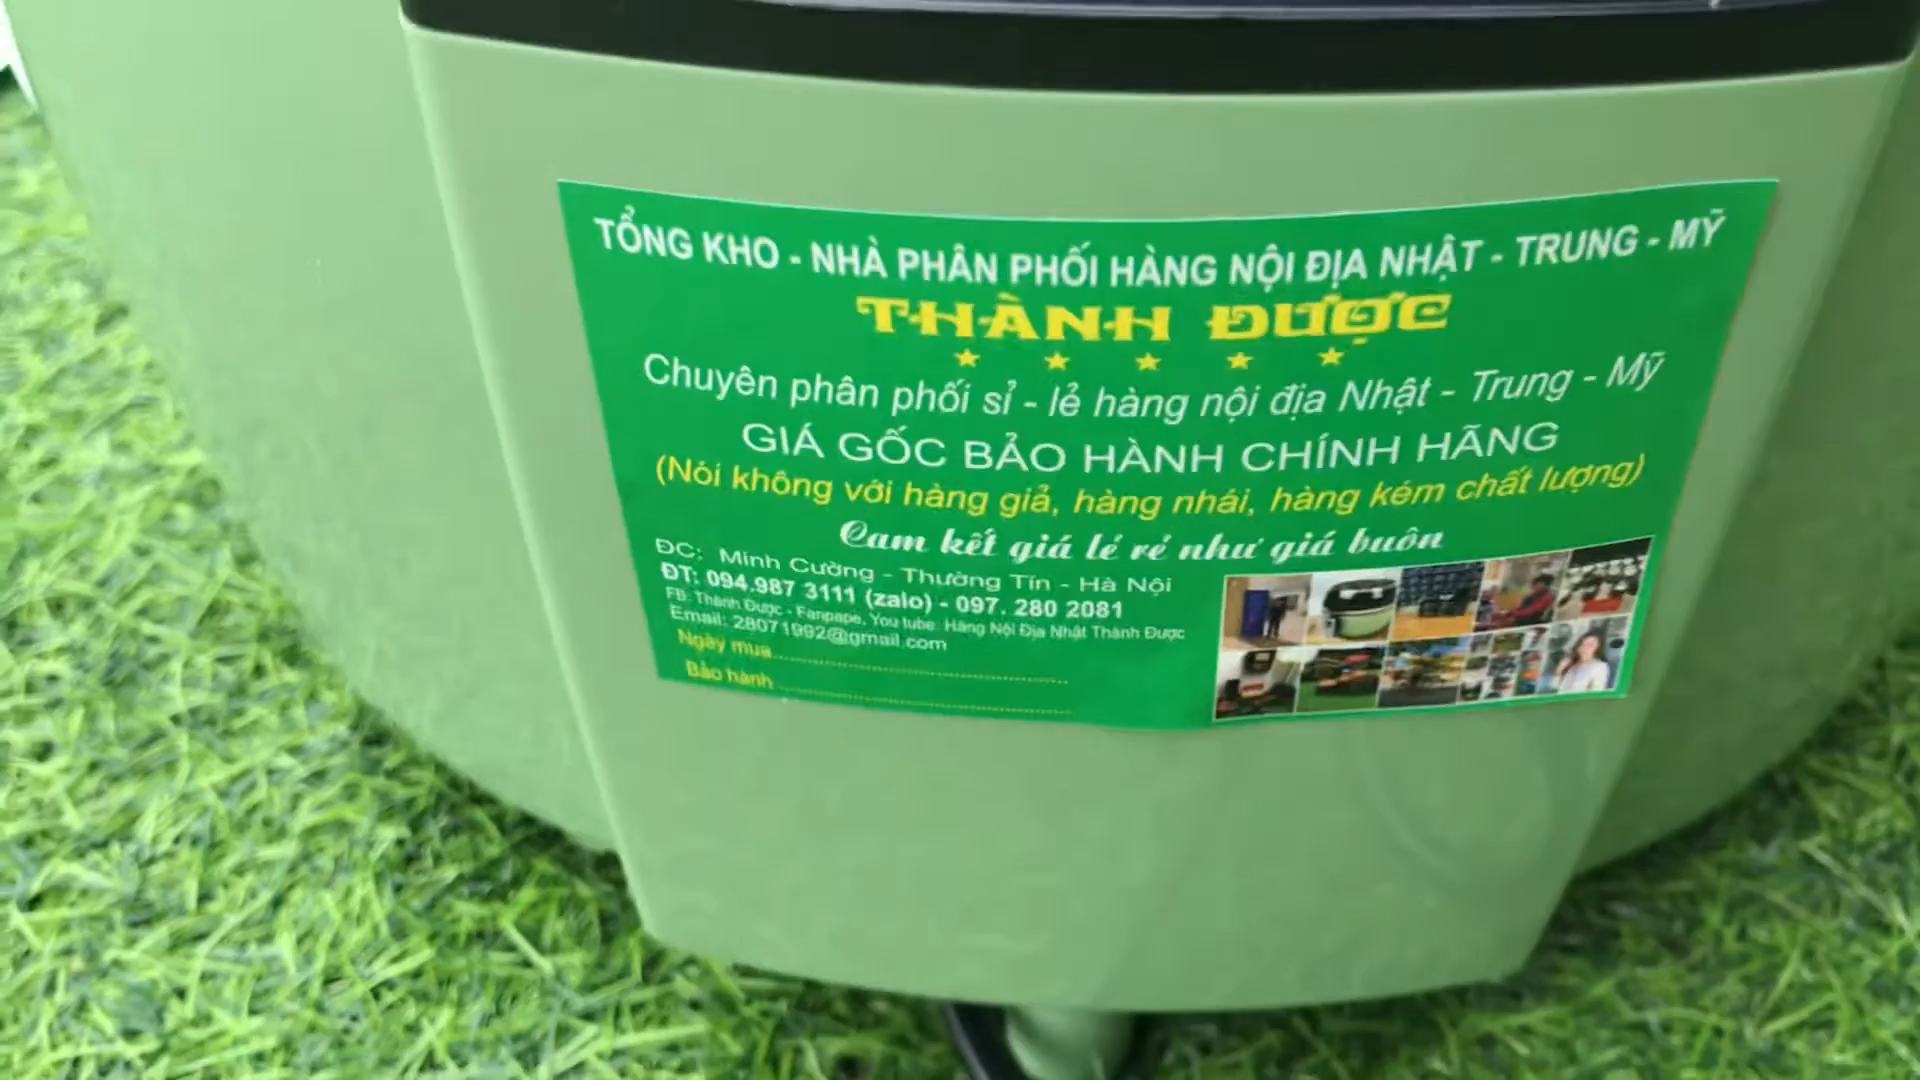 TỔNG KHO - NHÀ PHÂN PHỐI HÀNG NỘI ĐỊA NHẬT - TRUNG - MỸ
THÀNH ĐƯỢC
Chuyên phân phối sỉ - lẻ hàng nội địa Nhật - Trung - Mỹ
GIÁ GỐC BẢO HÀNH CHÍNH HÃNG
(Nói không với hàng giả, hàng nhái, hàng kém chất lượng)
Cam kết giá lẻ rẻ như giá buôn
ĐC: Minh Cường - Thường Tín - Hà Nội
ĐT: 094.987 3111 (zalo) - 097. 280 2081
FB: Thành Được - Fanpape, You tube: Hàng Nội Địa Nhật Thành Được
Email: 28071992@gmail.com
Ngày mua
Bảo hành